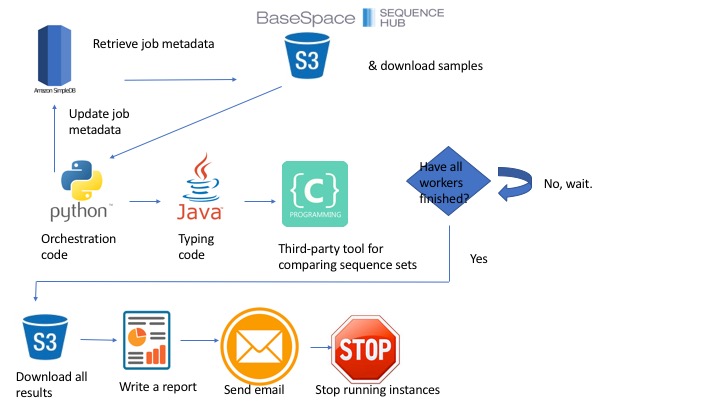 BaseSpace SEQUENCE HUB
Retrieve job metadata
S3
& download samples
Amazon SimpleDB
Update job
metadata
python™
Java
{C}
PROGRAMMING
Orchestration
code
Typing
code
Third-party tool for
comparing sequence sets
Have all
workers
finished?
No, wait.
Yes
S3
STOP
Download all
results
Write a report
Send email
Stop running instances